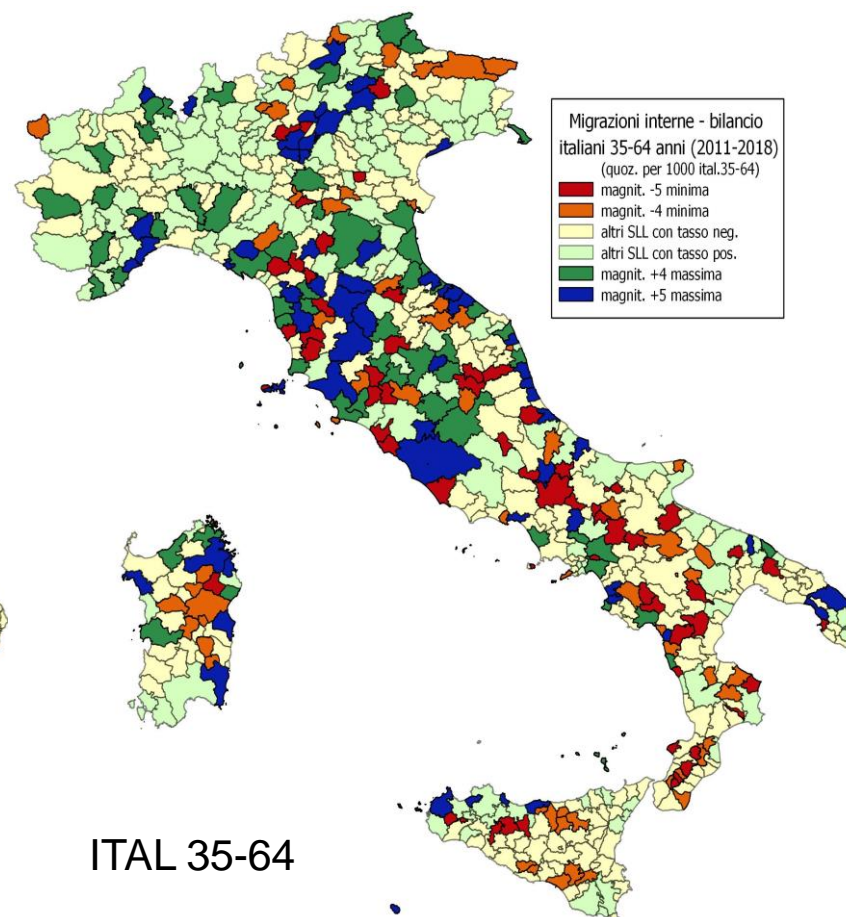 Migrazioni interne - bilancio
italiani 35-64 anni (2011-2018)
(quoz. per 1000 ital.35-64)
magnit. -5 minima
magnit. -4 minima
altri SLL con tasso neg.
altri SLL con tasso pos.
magnit. +4 massima
magnit. +5 massima
ITAL 35-64